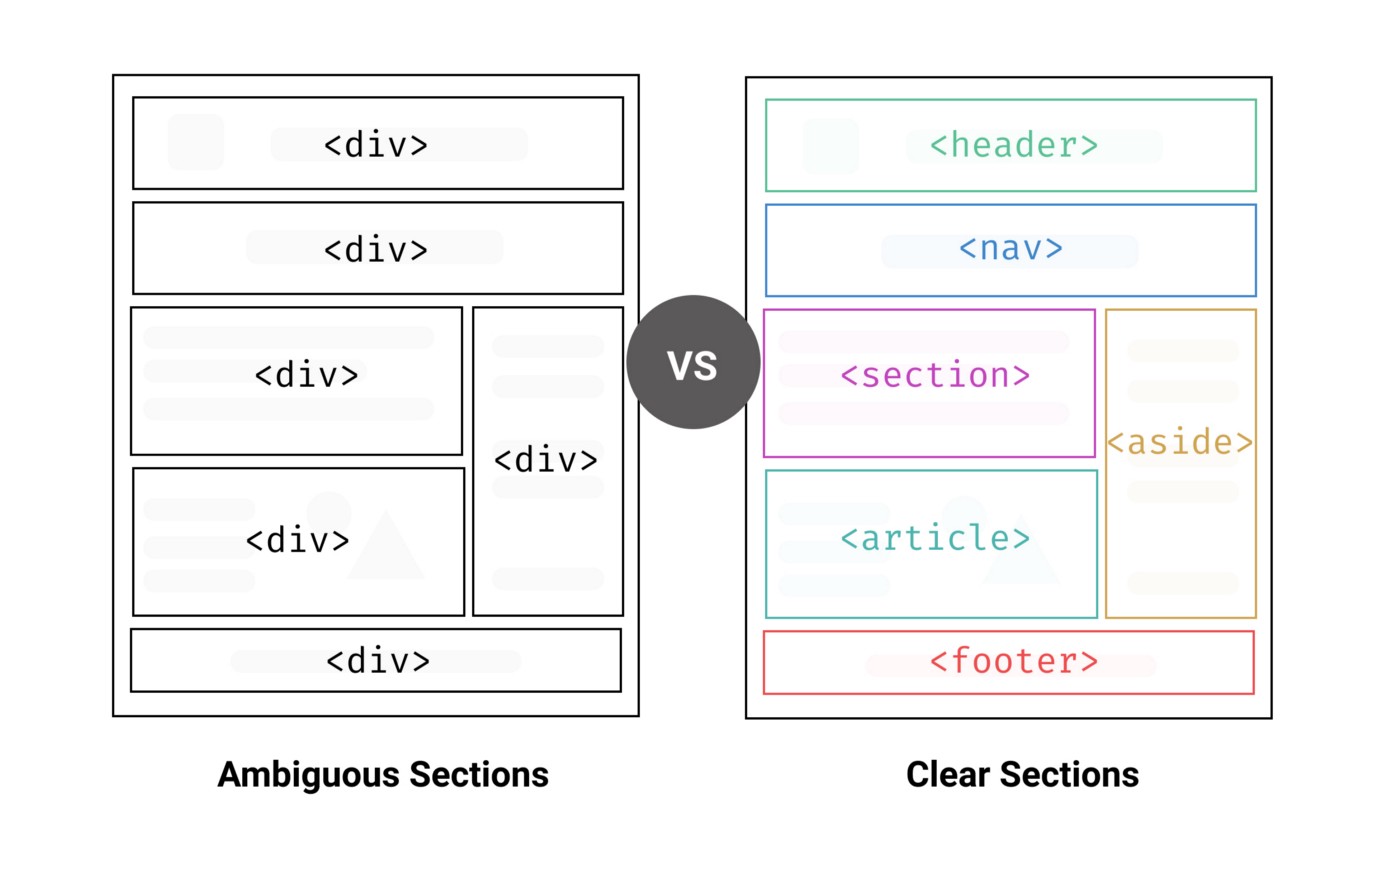 <div>
<div>
<div>
<div>
<div>
<div>
Ambiguous Sections
VS
<header>
<nav>
<section>
<aside>
<article>
<footer>
Clear Sections